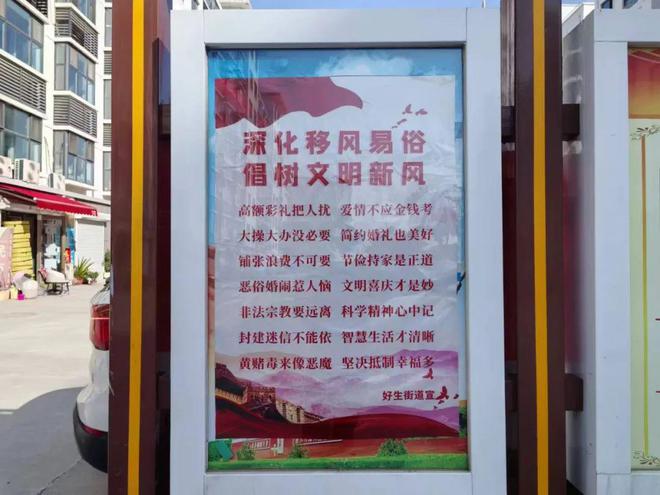 深化移风易俗
倡树文明新风
高额彩礼把人扰 爱情不应金钱考
大操大办没必要 简约婚礼也美好
铺张浪费不可要 节俭持家是正道
恶俗婚闹惹人恼 文明喜庆才是妙
非法宗教要远离 科学精神心中记
封建迷信不能依 智慧生活才清晰
黄赌毒来像恶魔 坚决抵制幸福多
好生街道宣